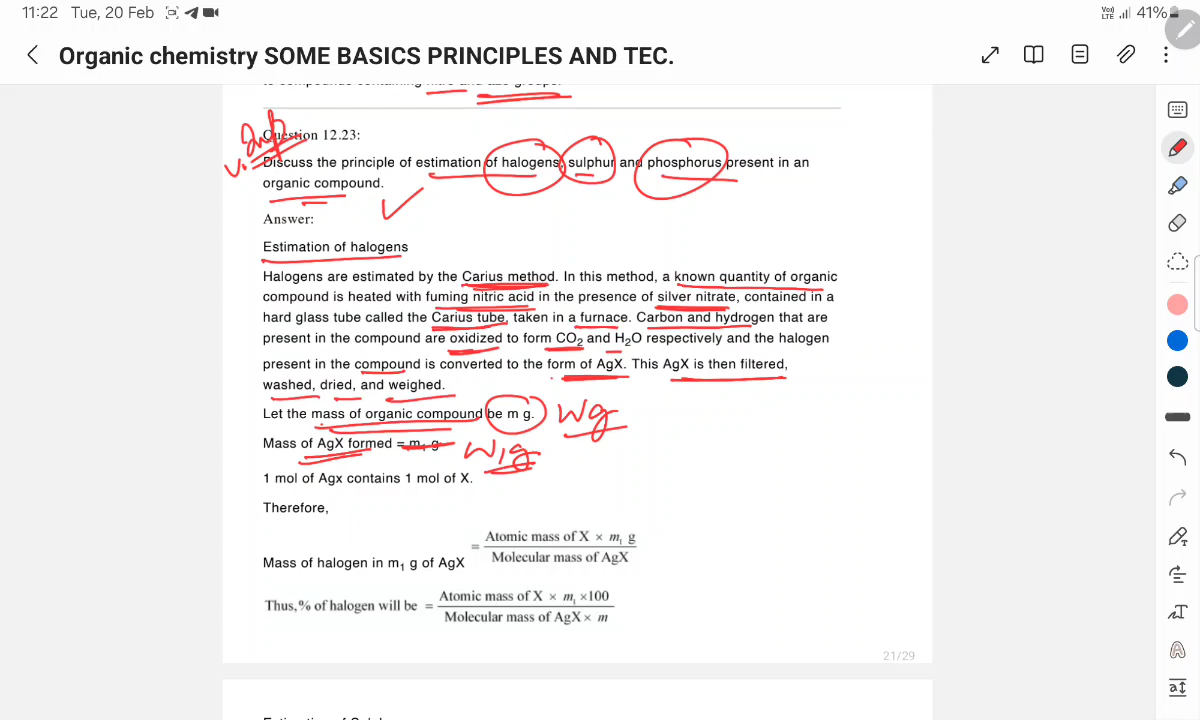 11:22 Tue, 20 Feb
Vo) LTE 41%
Organic chemistry SOME BASICS PRINCIPLES AND TEC.
v. Imp
Question 12.23:
Discuss the principle of estimation of halogens, sulphur and phosphorus present in an
organic compound.
Answer:
Estimation of halogens
Halogens are estimated by the Carius method. In this method, a known quantity of organic
compound is heated with fuming nitric acid in the presence of silver nitrate, contained in a
hard glass tube called the Carius tube, taken in a furnace. Carbon and hydrogen that are
present in the compound are oxidized to form CO₂ and H₂O respectively and the halogen
present in the compound is converted to the form of AgX. This AgX is then filtered,
washed, dried, and weighed.
Let the mass of organic compound be m g. Wg
Mass of AgX formed = m₁ g W₁g
1 mol of Agx contains 1 mol of X.
Therefore,
Mass of halogen in m₁ g of AgX = Atomic mass of X × m₁ g
Molecular mass of AgX
Thus, % of halogen will be = Atomic mass of X × m₁ ×100
Molecular mass of AgX × m
21/29